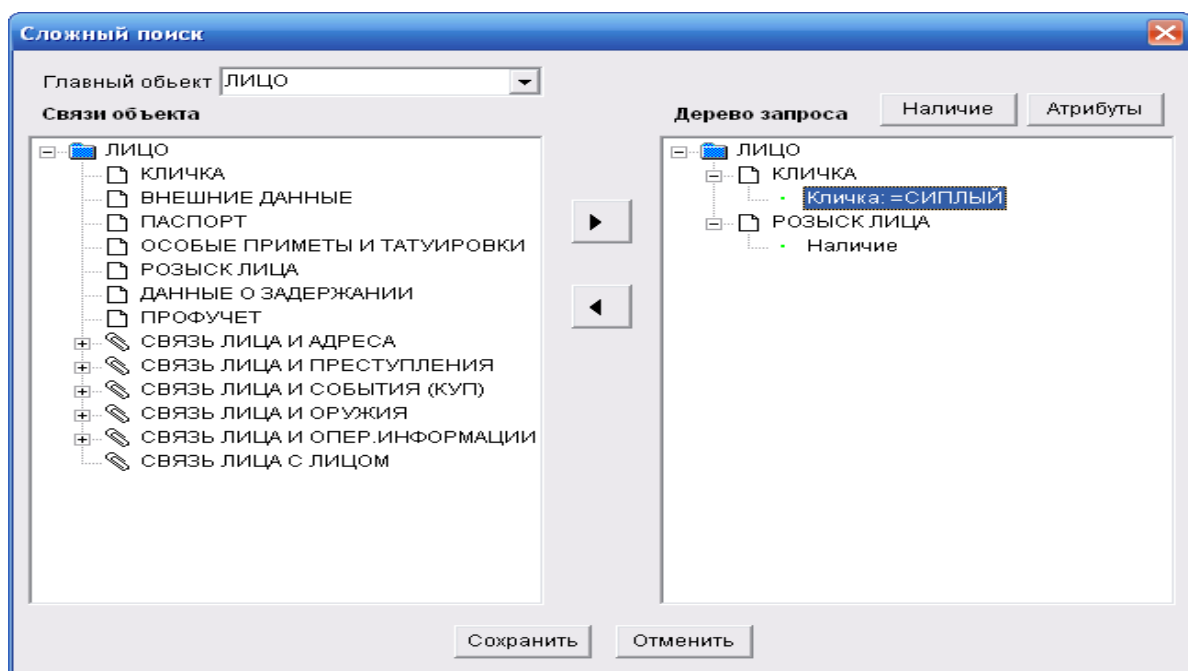 Сложный поиск
Главный обьект ЛИЦО
Связи объекта
Дерево запроса Наличие Атрибуты
ЛИЦО
КЛИЧКА
ВНЕШНИЕ ДАННЫЕ
ПАСПОРТ
ОСОБЫЕ ПРИМЕТЫ И ТАТУИРОВКИ
РОЗЫСК ЛИЦА
ДАННЫЕ О ЗАДЕРЖАНИИ
ПРОФУЧЕТ
СВЯЗЬ ЛИЦА И АДРЕСА
СВЯЗЬ ЛИЦА И ПРЕСТУПЛЕНИЯ
СВЯЗЬ ЛИЦА И СОБЫТИЯ (КУП)
СВЯЗЬ ЛИЦА И ОРУЖИЯ
СВЯЗЬ ЛИЦА И ОПЕР.ИНФОРМАЦИИ
СВЯЗЬ ЛИЦА С ЛИЦОМ
ЛИЦО
КЛИЧКА
Кличка: =СИПЛЫЙ
РОЗЫСК ЛИЦА
Наличие
Сохранить Отменить